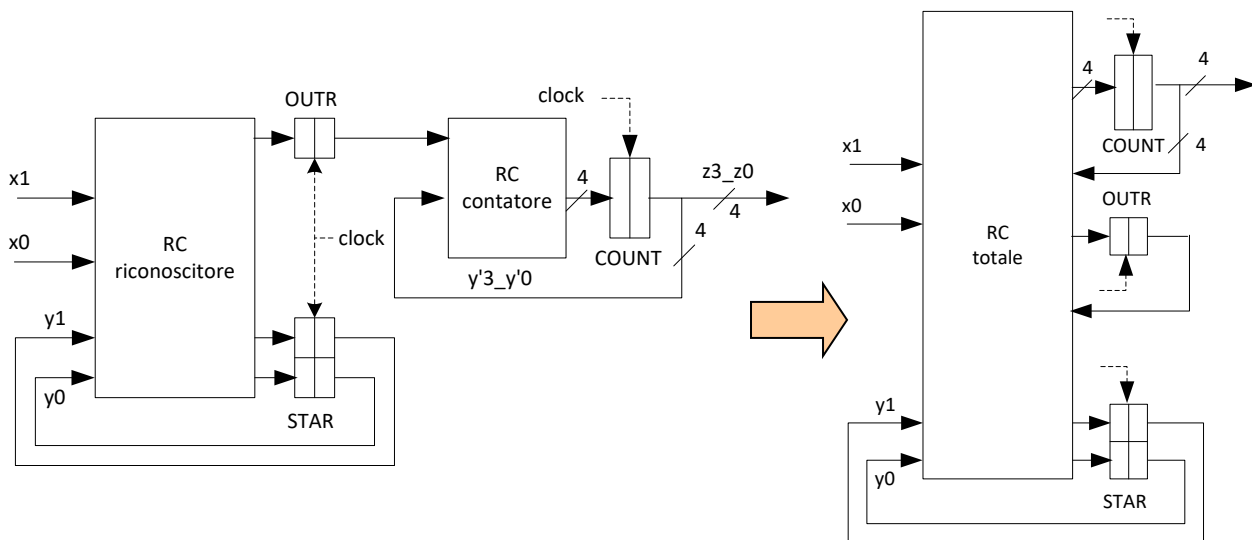 OUTR
clock
x1
x0
RC
riconoscitore
clock
y1
y0
STAR
RC
contatore
4
COUNT
z3_z0
4
4
y'3_y'0
x1
x0
RC
totale
4
4
COUNT
4
OUTR
y1
y0
STAR